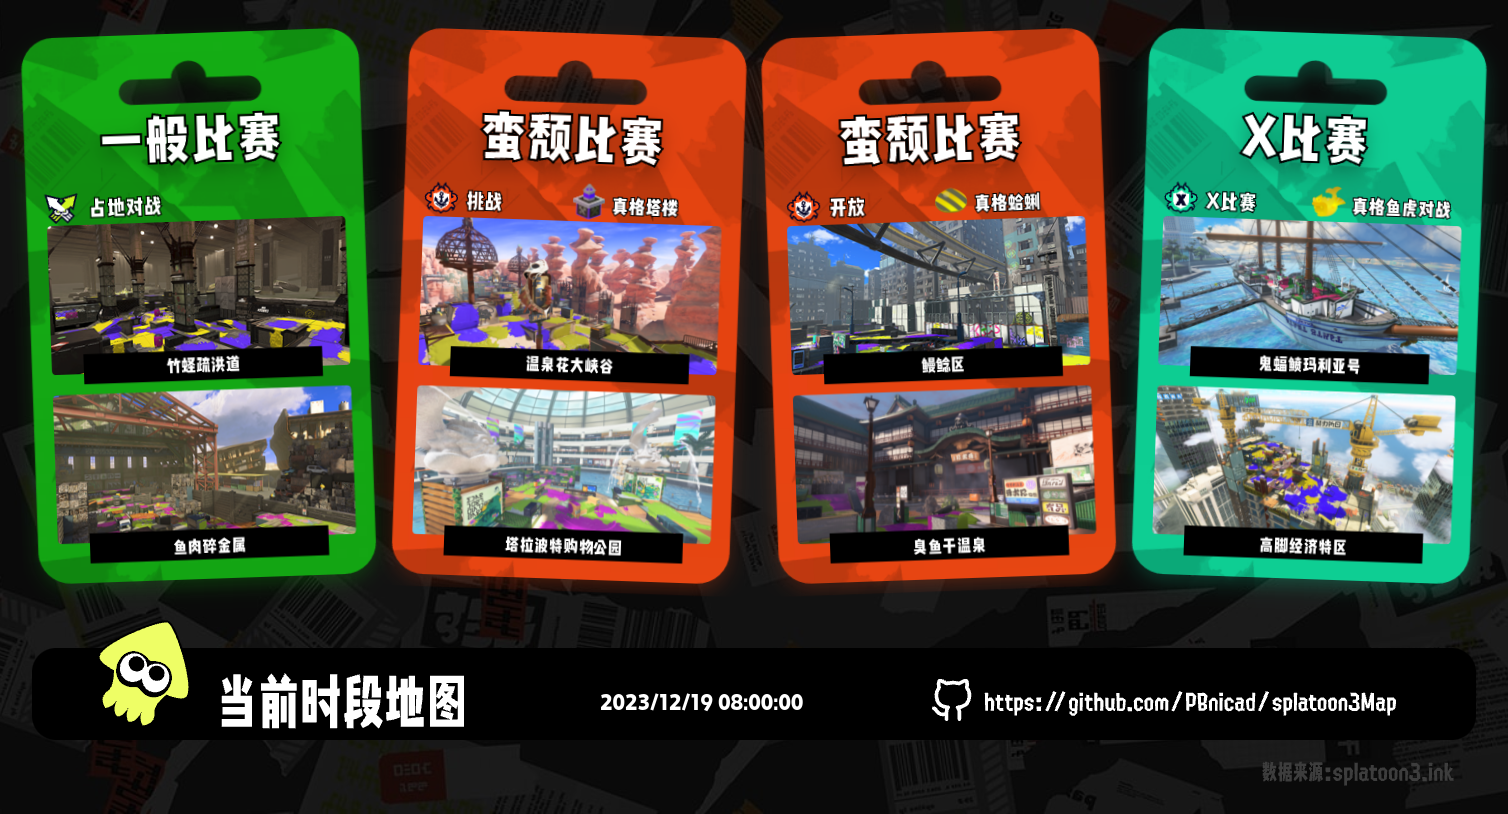 一般比赛
占地对战
竹蛏疏洪道
鱼肉碎金属
蛮颓比赛
挑战
真格塔楼
温泉花大峡谷
塔拉波特购物公园
蛮颓比赛
开放
真格蛤蜊
鳗鲶区
臭鱼干温泉
X比赛
X比赛
真格鱼虎对战
鬼蝠鲼玛利亚号
高脚经济特区
当前时段地图
2023/12/19 08:00:00
https://github.com/PBnicad/splatoon3Map
数据来源:splatoon3.ink